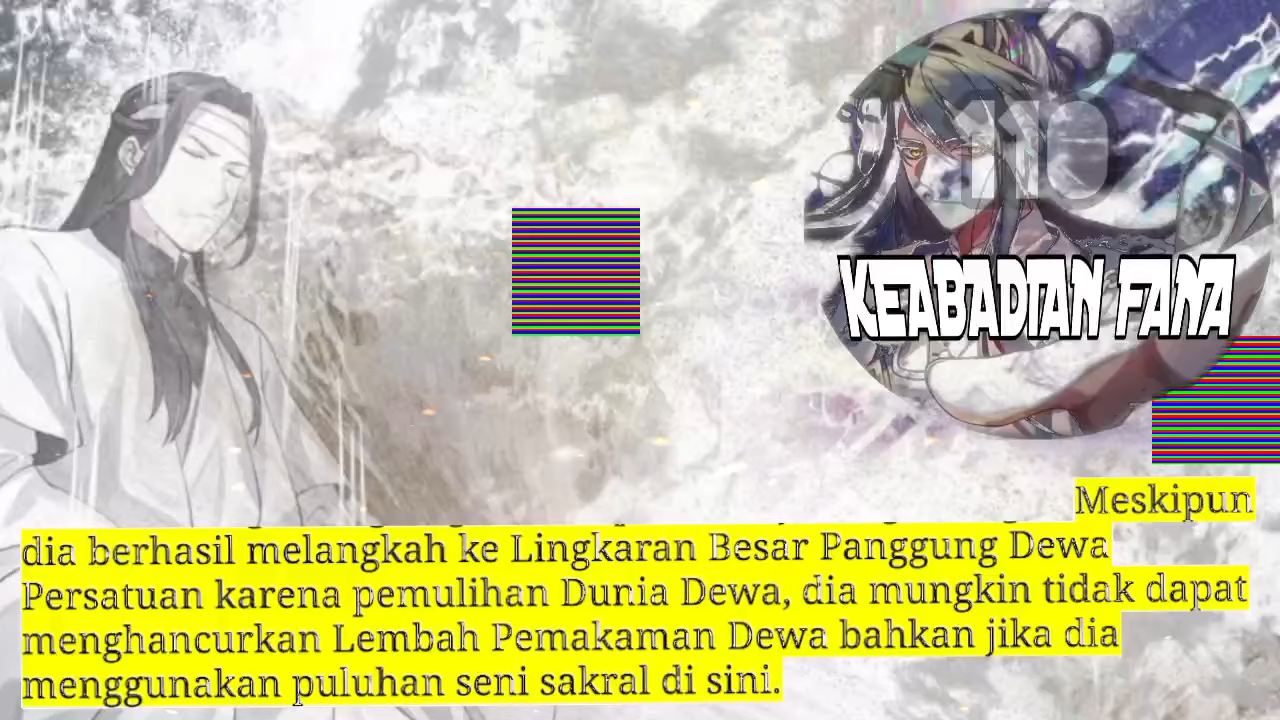 110
KEABADIAN FANA
Meskipun
dia berhasil melangkah ke Lingkaran Besar Panggung Dewa
Persatuan karena pemulihan Dunia Dewa, dia mungkin tidak dapat
menghancurkan Lembah Pemakaman Dewa bahkan jika dia
menggunakan puluhan seni sakral di sini.